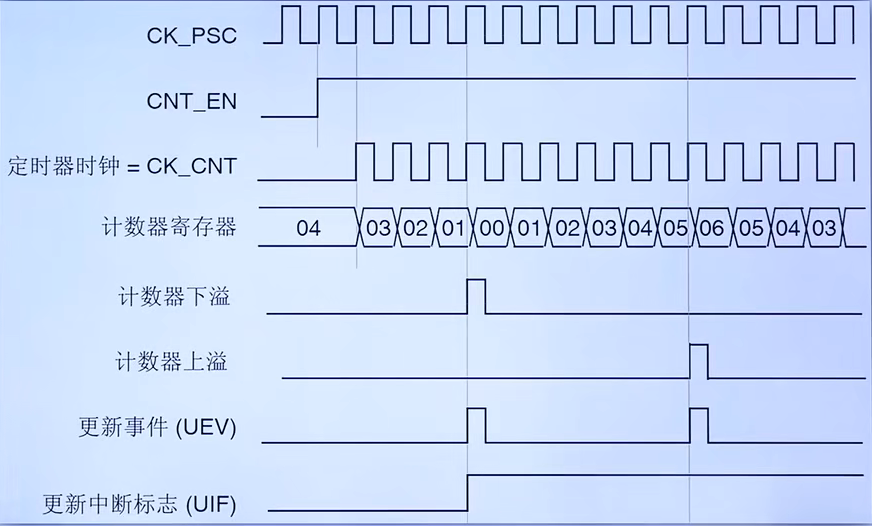 CK_PSC
CNT_EN
定时器时钟 = CK_CNT
计数器寄存器 04 03 02 01 00 01 02 03 04 05 06 05 04 03
计数器下溢
计数器上溢
更新事件 (UEV)
更新中断标志 (UIF)